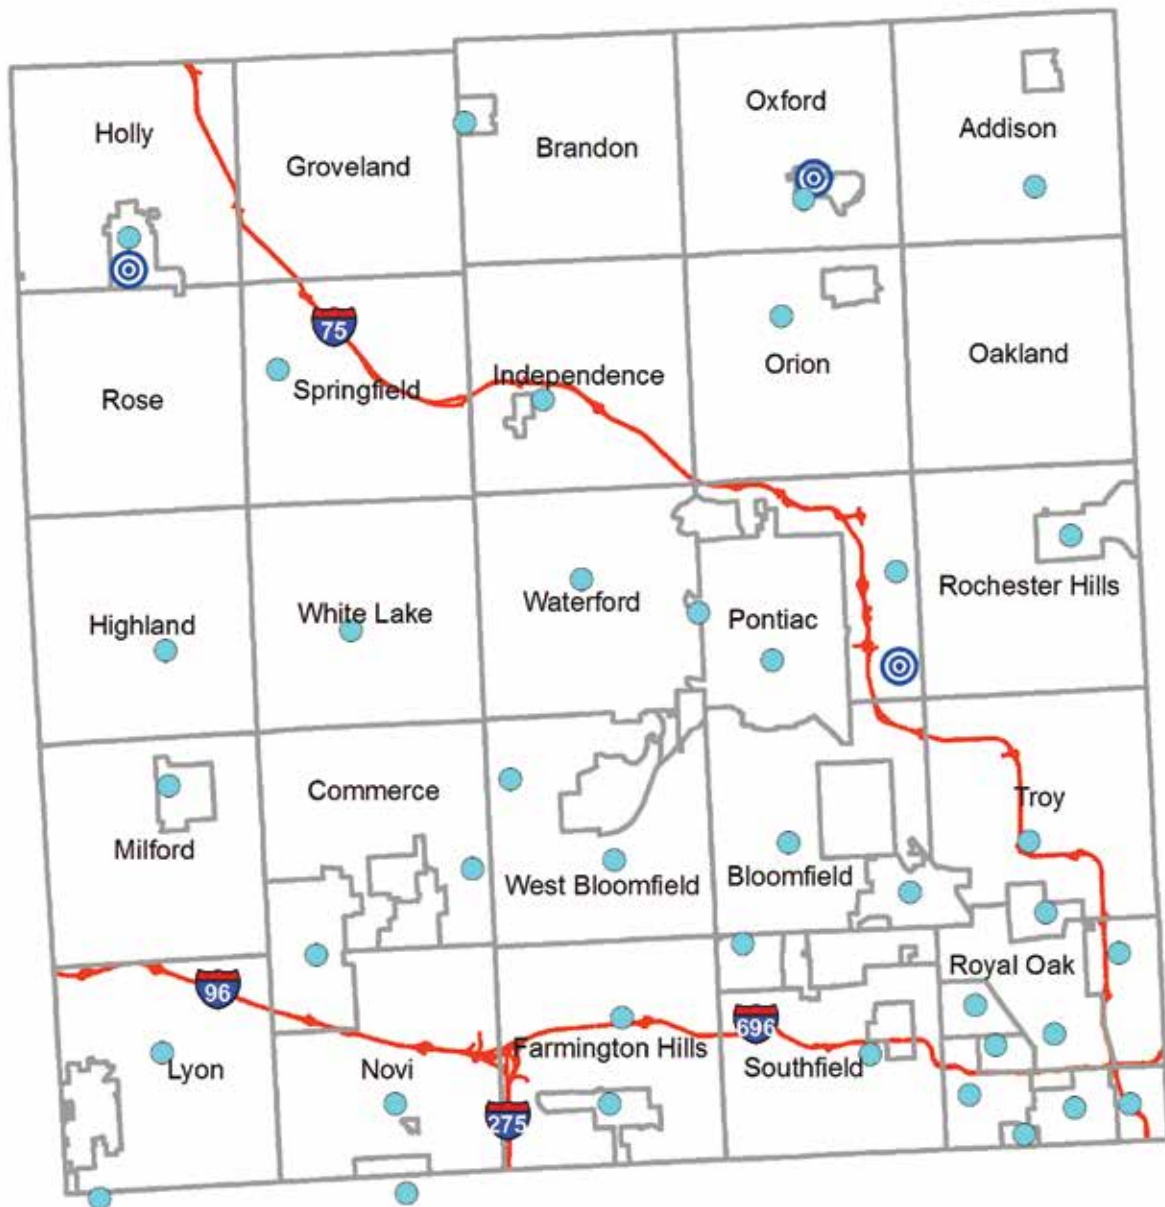 Holly
Groveland
Brandon
Oxford
Addison
Rose
75
Springfield
Independence
Orion
Oakland
Highland
White Lake
Waterford
Pontiac
Rochester Hills
Milford
Commerce
West Bloomfield
Bloomfield
Troy
96
Lyon
Novi
275
Farmington Hills
696
Southfield
Royal Oak